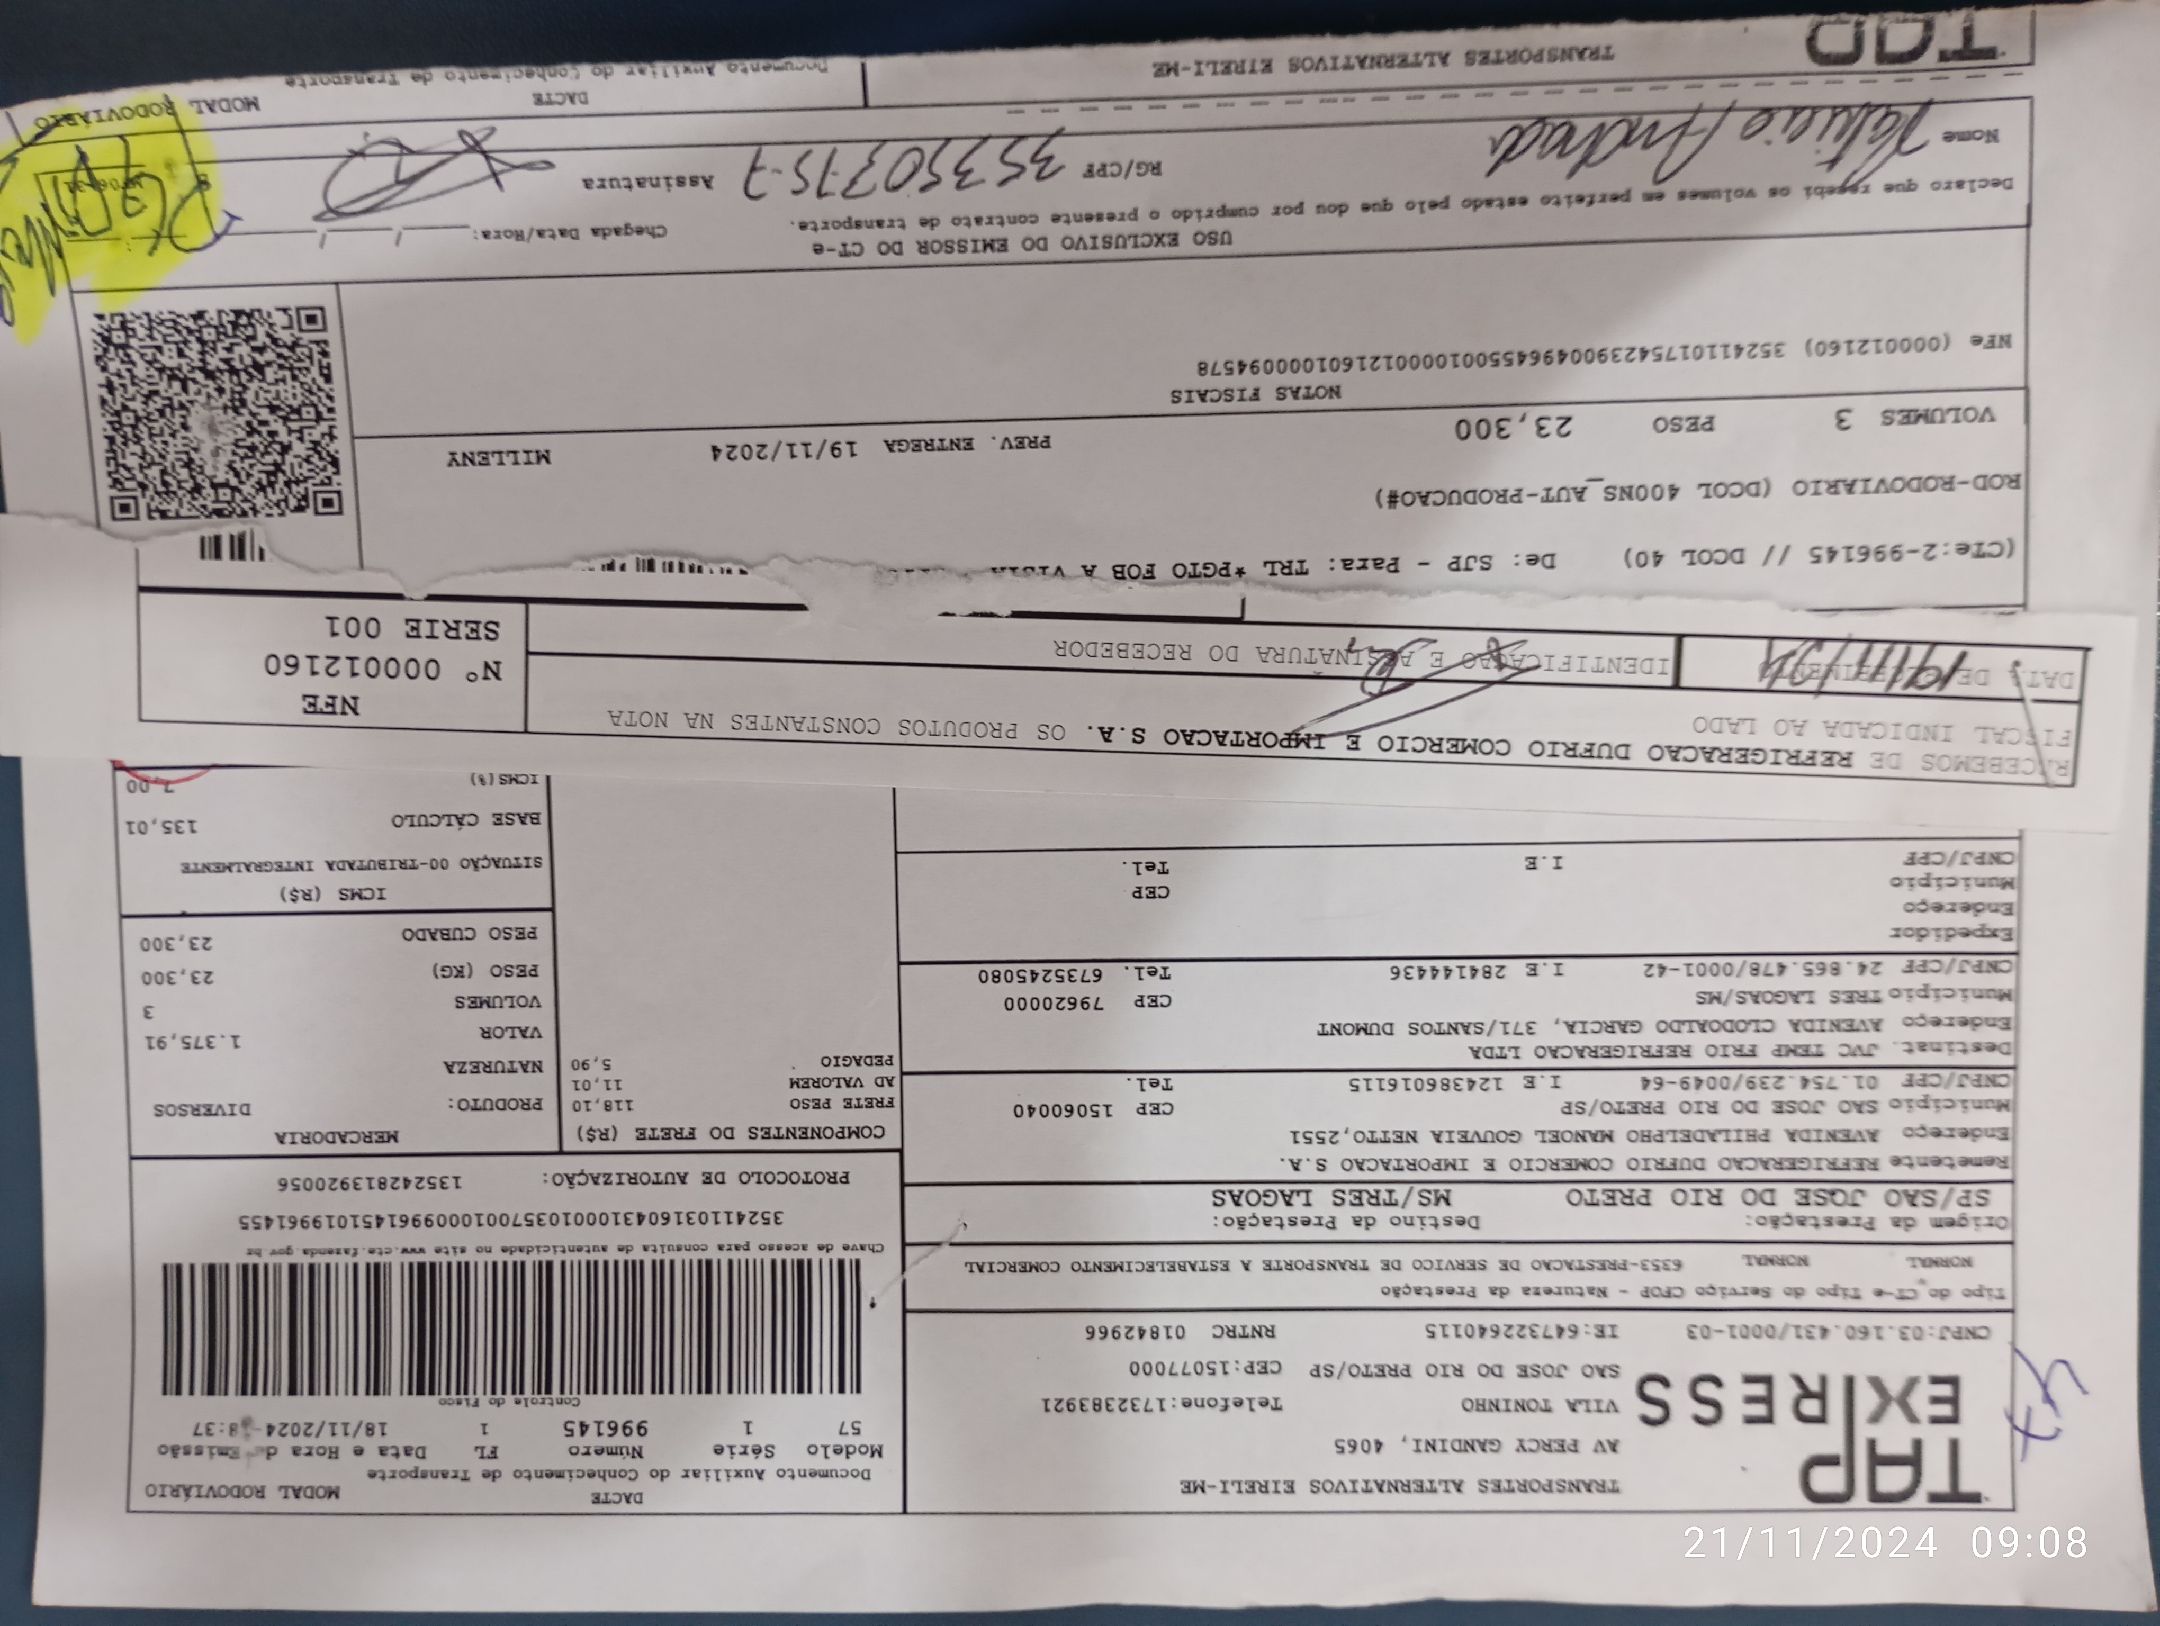 TAP
EXPRESS
TRANSPORTES ALTERNATIVOS EIRELI-ME
AV PERCY GANDINI, 4065
VILA TONINHO Telefone:1732383921
SAO JOSE DO RIO PRETO/SP CEP:15077000
CNPJ:03.160.431/0001-03 IE:647322640115 RNTRC 01842966
DACTE MODAL RODOVIÁRIO
Documento Auxiliar do Conhecimento de Transporte
Modelo Série Número FL Data e Hora de Emissão
57 1 996145 1 18/11/2024 8:37
Controle do Fisco
Chave de acesso para consulta de autenticidade no site www.cte.fazenda.gov.br
35241103160431000103570010009961451019961455
PROTOCOLO DE AUTORIZAÇÃO: 135242813920056
Tipo do CT-e Tipo do Serviço CFOP - Natureza da Prestação
NORMAL NORMAL 6353-PRESTACAO DE SERVICO DE TRANSPORTE A ESTABELECIMENTO COMERCIAL
Origem da Prestação: Destino da Prestação:
SP/SAO JOSE DO RIO PRETO MS/TRES LAGOAS
Remetente REFRIGERACAO DUFRIO COMERCIO E IMPORTACAO S.A.
Endereço AVENIDA PHILADELPHO MANOEL GOUVEIA NETTO,2551
Município SAO JOSE DO RIO PRETO/SP CEP 15060040
CNPJ/CPF 01.754.239/0049-64 I.E 124386016115 Tel.
Destinat. JVC TEMP FRIO REFRIGERACAO LTDA
Endereço AVENIDA CLODOALDO GARCIA, 371/SANTOS DUMONT
Município TRES LAGOAS/MS CEP 79620000
CNPJ/CPF 24.865.478/0001-42 I.E 284144436 Tel. 6735245080
Expedidor
Endereço
Município CEP
CNPJ/CPF I.E Tel.
COMPONENTES DO FRETE (R$)
FRETE PESO 118,10
AD VALOREM 11,01
PEDAGIO 5,90
MERCADORIA
PRODUTO: DIVERSOS
NATUREZA
VALOR 1.375,91
VOLUMES 3
PESO (KG) 23,300
PESO CUBADO 23,300
ICMS (R$)
SITUAÇÃO 00-TRIBUTADA INTEGRALMENTE
BASE CÁLCULO 135,01
ICMS(%) 7,00
RECEBEMOS DE REFRIGERACAO DUFRIO COMERCIO E IMPORTACAO S.A. OS PRODUTOS CONSTANTES NA NOTA
FISCAL INDICADA AO LADO
DATA DE RECEBIMENTO IDENTIFICAÇÃO E ASSINATURA DO RECEBEDOR
19/11/24
NFE
Nº 000012160
SERIE 001
(CTe:2-996145 // DCOL 40) De: SJP - Para: TRL *PGTO FOB A VISTA
ROD-RODOVIARIO (DCOL 400NS_AUT-PRODUCAO#)
VOLUMES 3 PESO 23,300 PREV. ENTREGA 19/11/2024 MILLENY
NOTAS FISCAIS
NFe (000012160) 35241101754239004964550010000121601000094578
USO EXCLUSIVO DO EMISSOR DO CT-e
Declaro que recebi os volumes em perfeito estado pelo que dou por cumprido o presente contrato de transporte.
Chegada Data/Hora: / /
Nome RG/CPF 35350375-7 Assinatura
TRANSPORTES ALTERNATIVOS EIRELI-ME
DACTE MODAL RODOVIÁRIO
Documento Auxiliar do Conhecimento de Transporte
21/11/2024 09:08